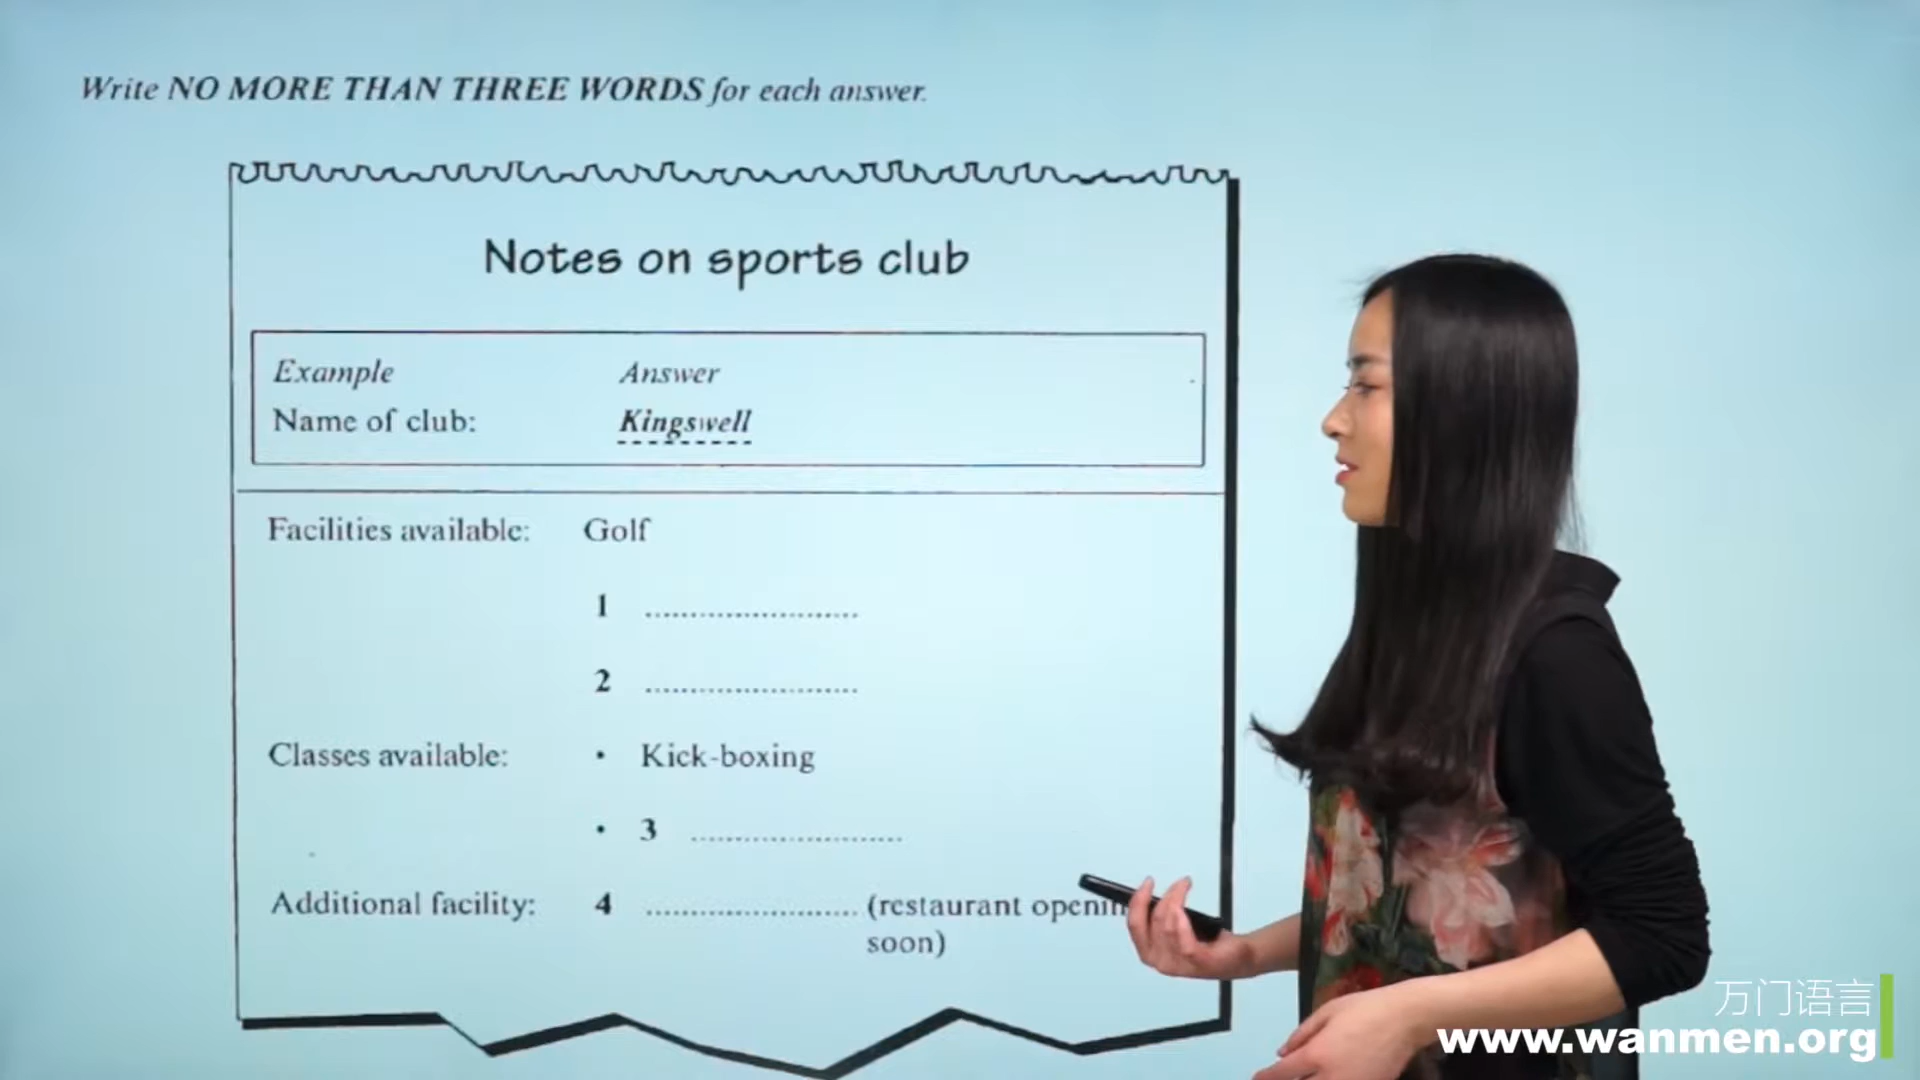 Write NO MORE THAN THREE WORDS for each answer.
Notes on sports club
Example Answer
Name of club: Kingswell
Facilities available: Golf
1 ........................
2 ........................
Classes available: • Kick-boxing
• 3 ........................
Additional facility: 4 ........................ (restaurant openin
soon)
万门语言
www.wanmen.org